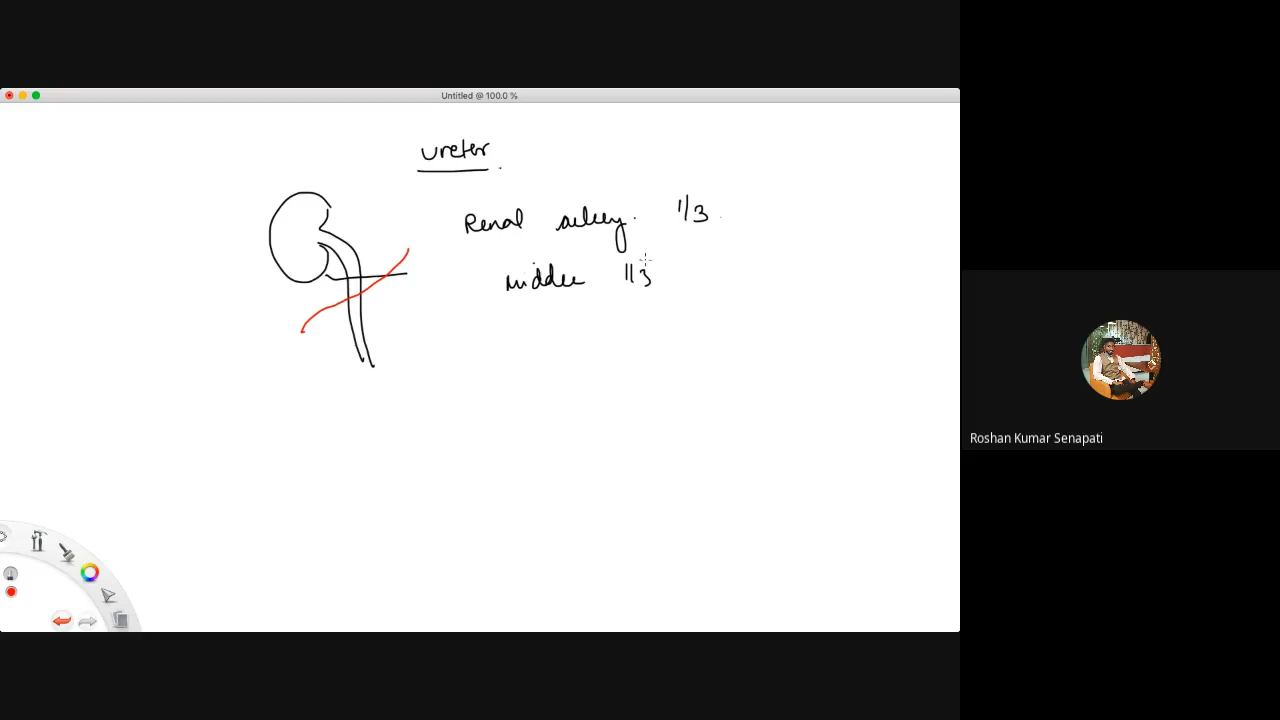 Untitled @ 100.0 %
Ureter
Renal artery. 1/3
middle 1/3
Roshan Kumar Senapati